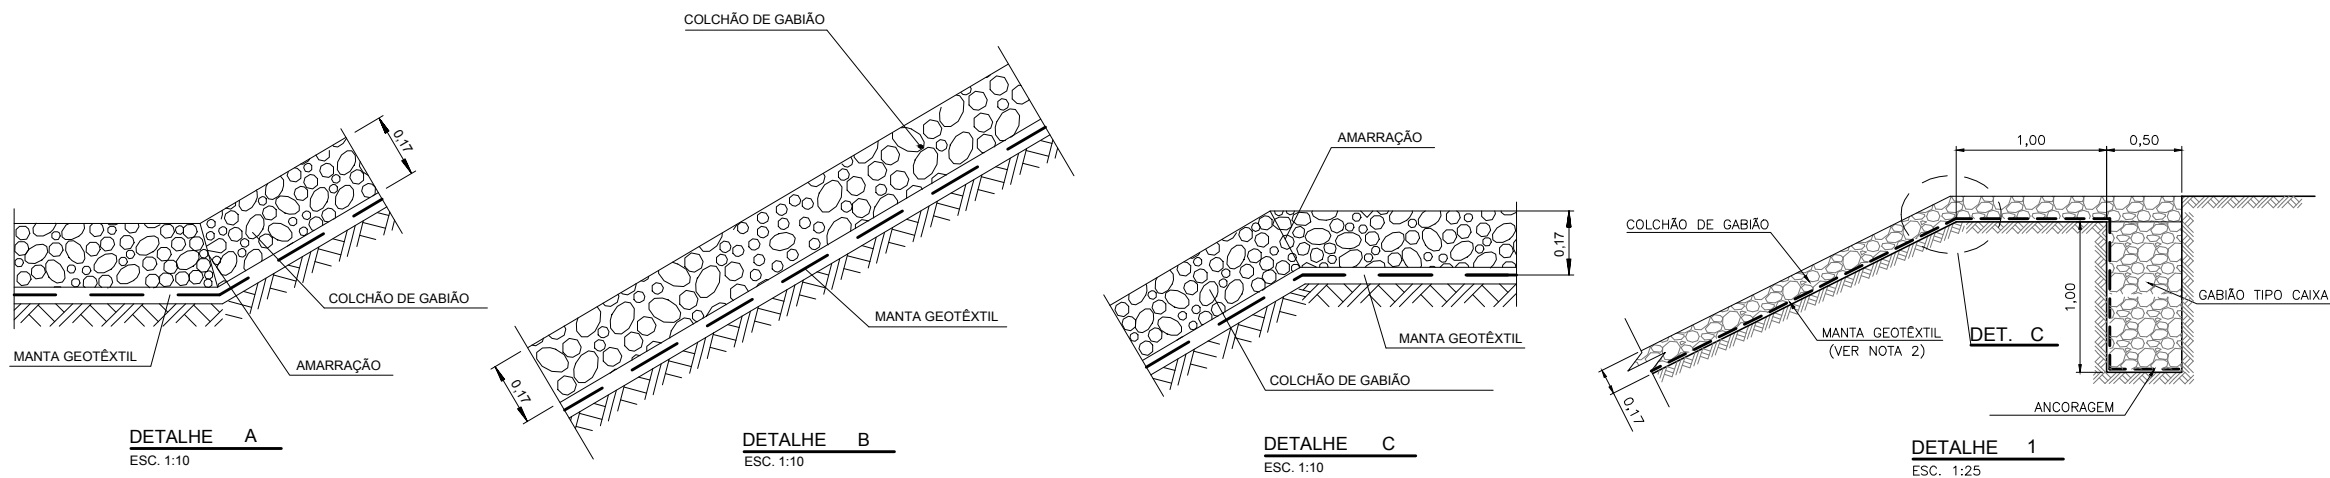 0,17
COLCHÃO DE GABIÃO
MANTA GEOTÊXTIL
AMARRAÇÃO
DETALHE A
ESC. 1:10
COLCHÃO DE GABIÃO
MANTA GEOTÊXTIL
0,17
DETALHE B
ESC. 1:10
AMARRAÇÃO
0,17
MANTA GEOTÊXTIL
COLCHÃO DE GABIÃO
DETALHE C
ESC. 1:10
1,00
0,50
COLCHÃO DE GABIÃO
1,00
GABIÃO TIPO CAIXA
MANTA GEOTÊXTIL
(VER NOTA 2)
DET. C
0,17
ANCORAGEM
DETALHE 1
ESC. 1:25